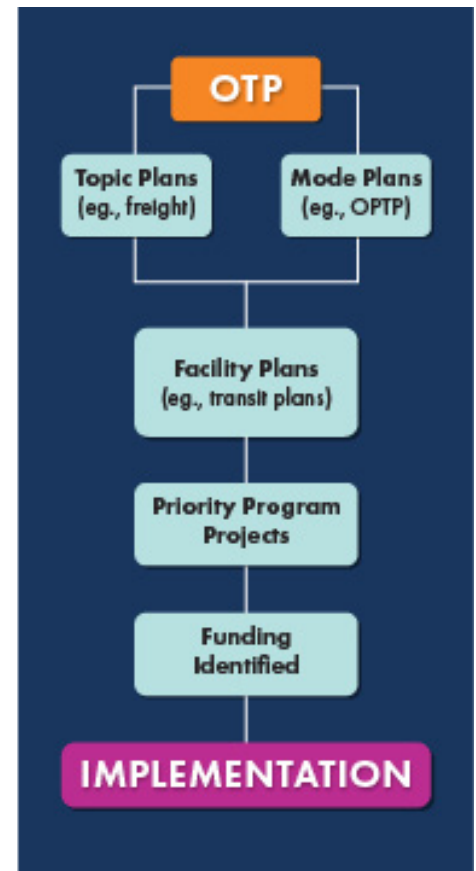 OTP
Topic Plans
(eg., freight)
Mode Plans
(eg., OPTP)
Facility Plans
(eg., transit plans)
Priority Program
Projects
Funding
Identified
IMPLEMENTATION